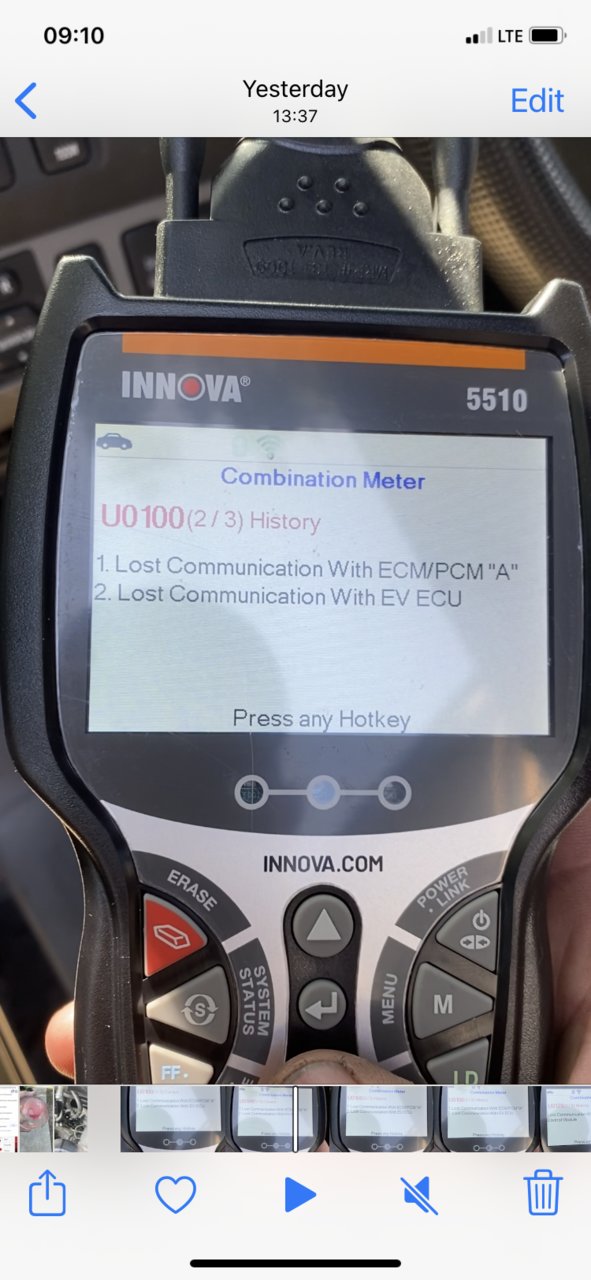 09:10
LTE
Yesterday
13:37
Edit
INNOVA®
5510
Combination Meter
U0100(2/3) History
1. Lost Communication With ECM/PCM "A"
2. Lost Communication With EV ECU
Press any Hotkey
INNOVA.COM
ERASE
POWER
• LINK
SYSTEM
STATUS
MENU
S
M
FF•
LD